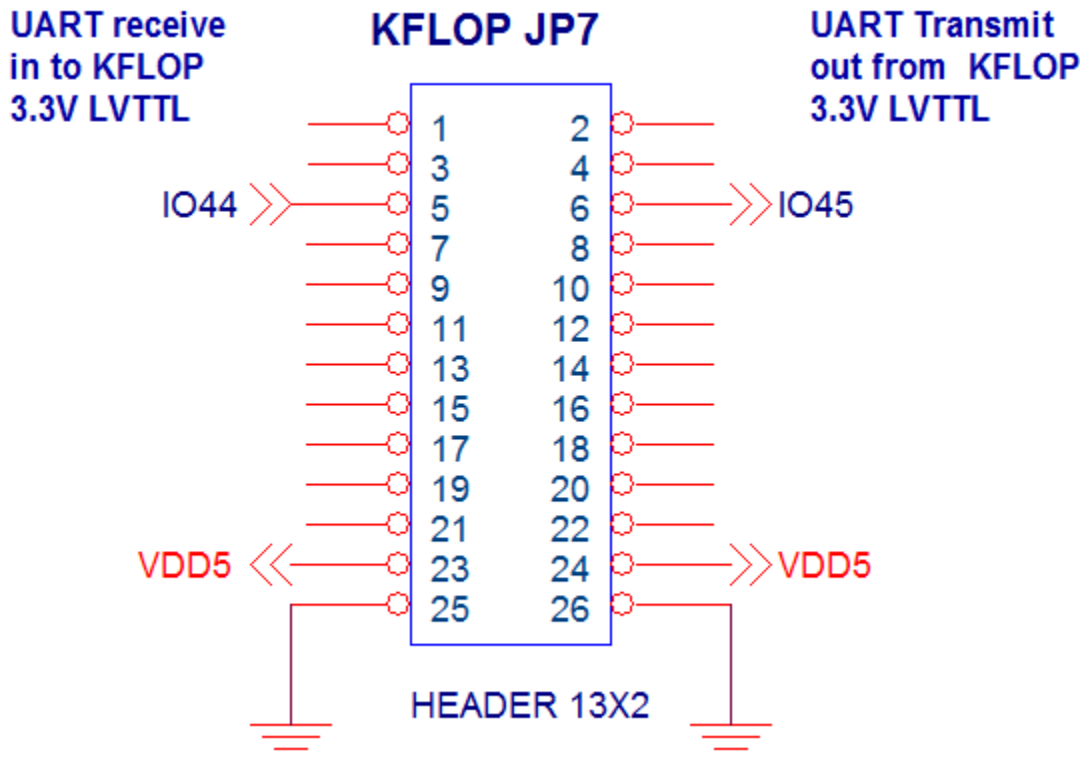 UART receive
in to KFLOP
3.3V LVTTL
KFLOP JP7
UART Transmit
out from KFLOP
3.3V LVTTL
1 2
3 4
IO44 5 6 IO45
7 8
9 10
11 12
13 14
15 16
17 18
19 20
21 22
VDD5 23 24 VDD5
25 26
HEADER 13X2